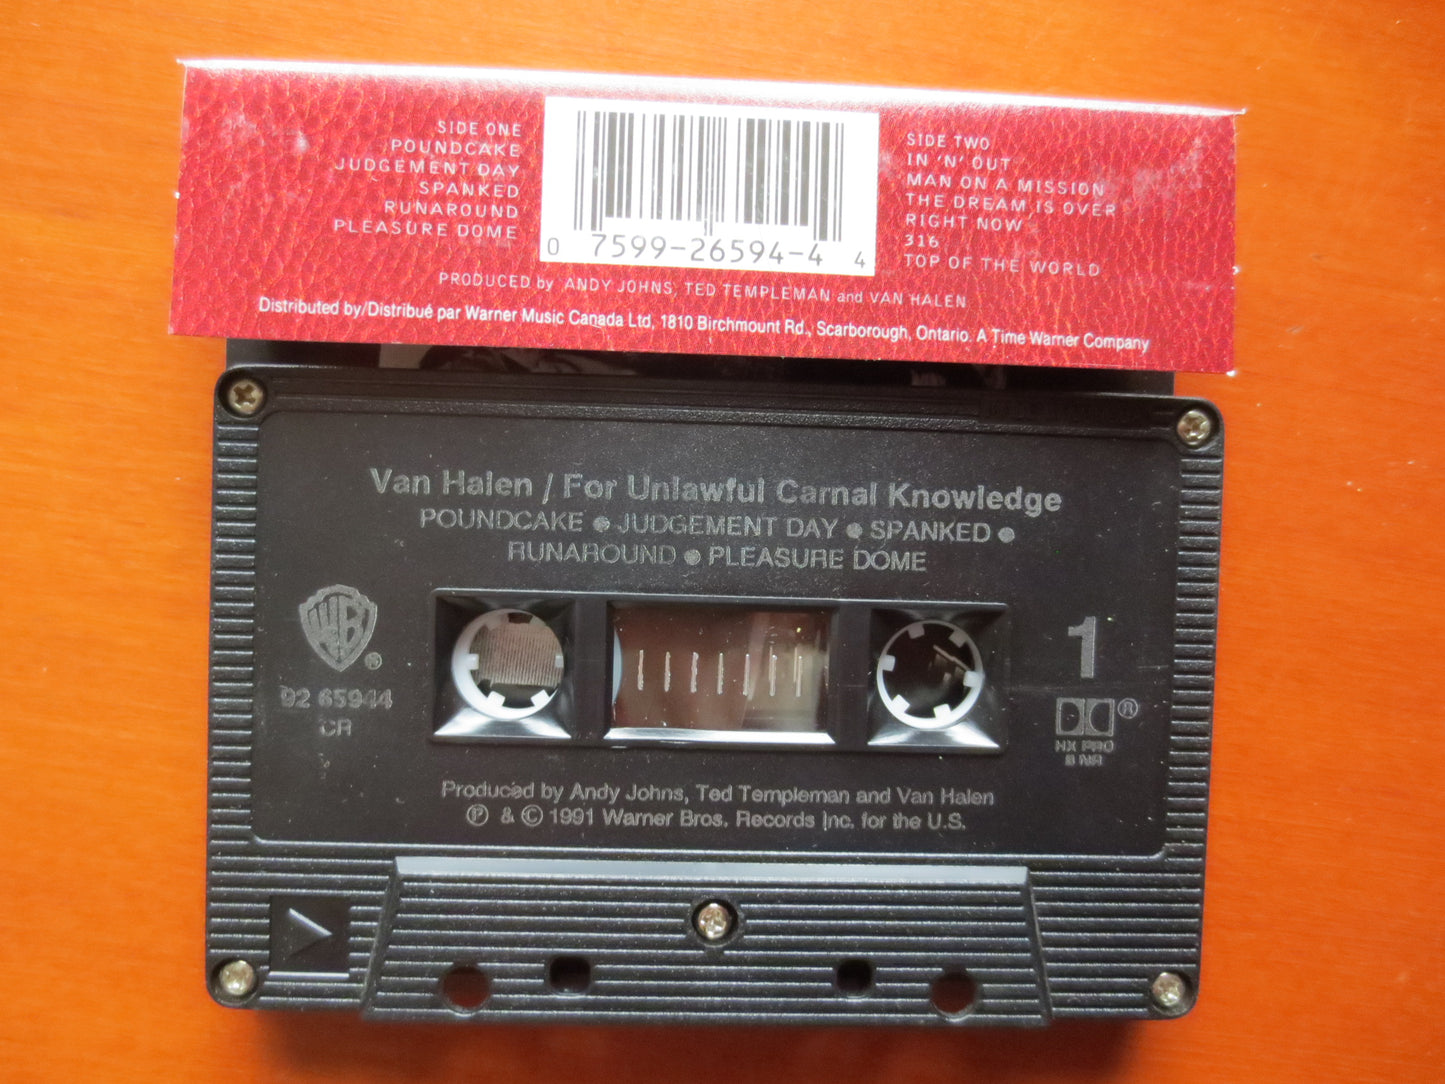 SIDE ONE
POUNDCAKE
JUDGEMENT DAY
SPANKED
RUNAROUND
PLEASURE DOME
0 7599-26594-4 4
SIDE TWO
IN 'N' OUT
MAN ON A MISSION
THE DREAM IS OVER
RIGHT NOW
316
TOP OF THE WORLD
PRODUCED by ANDY JOHNS, TED TEMPLEMAN and VAN HALEN
Distributed by/Distribué par Warner Music Canada Ltd, 1810 Birchmount Rd., Scarborough, Ontario. A Time Warner Company
Van Halen / For Unlawful Carnal Knowledge
POUNDCAKE ● JUDGEMENT DAY ● SPANKED ●
RUNAROUND ● PLEASURE DOME
WB ®
92 65944
CR
1
®
HX PRO
B NR
Produced by Andy Johns, Ted Templeman and Van Halen
℗ & © 1991 Warner Bros. Records Inc. for the U.S.